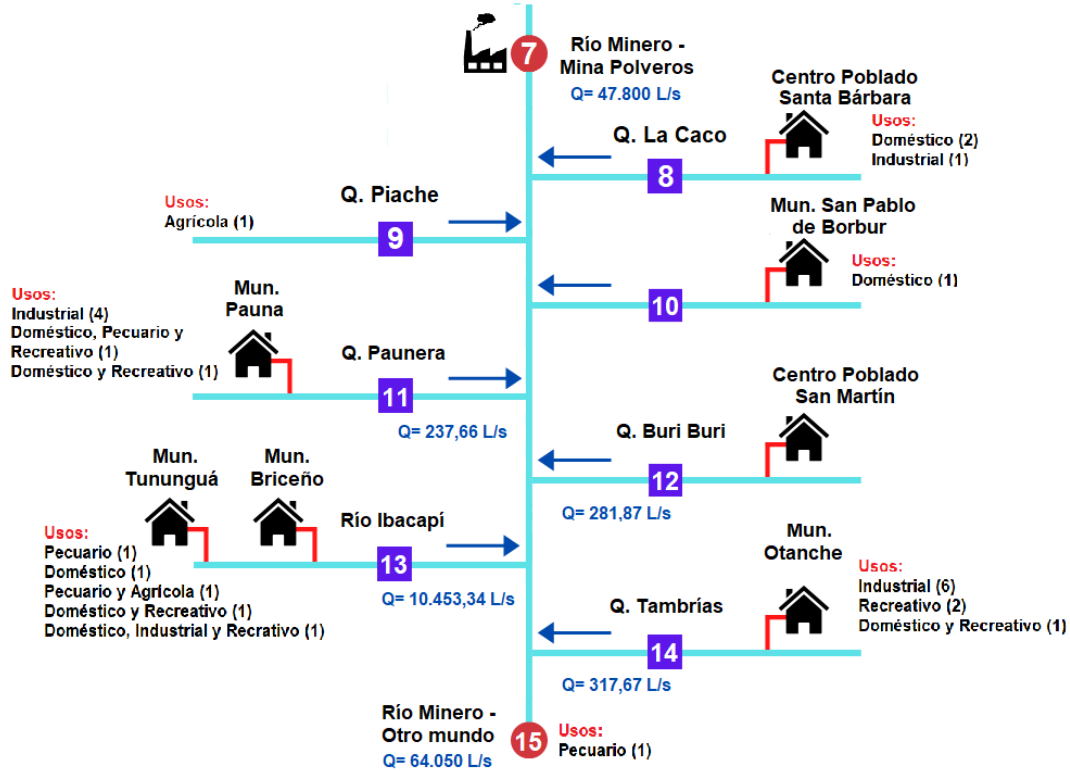 7
Río Minero -
Mina Polveros
Q= 47.800 L/s
Centro Poblado
Santa Bárbara
Usos:
Doméstico (2)
Industrial (1)
Q. La Caco
8
Usos:
Agrícola (1)
Q. Piache
9
Mun. San Pablo
de Borbur
Usos:
Doméstico (1)
10
Usos:
Industrial (4)
Doméstico, Pecuario y
Recreativo (1)
Doméstico y Recreativo (1)
Mun.
Pauna
Q. Paunera
11
Q= 237,66 L/s
Centro Poblado
San Martín
Q. Buri Buri
12
Q= 281,87 L/s
Mun.
Tununguá
Mun.
Briceño
Río Ibacapí
13
Q= 10.453,34 L/s
Usos:
Pecuario (1)
Doméstico (1)
Pecuario y Agrícola (1)
Doméstico y Recreativo (1)
Doméstico, Industrial y Recrativo (1)
Mun.
Otanche
Usos:
Industrial (6)
Recreativo (2)
Doméstico y Recreativo (1)
Q. Tambrías
14
Q= 317,67 L/s
Río Minero -
Otro mundo
Q= 64.050 L/s
15
Usos:
Pecuario (1)